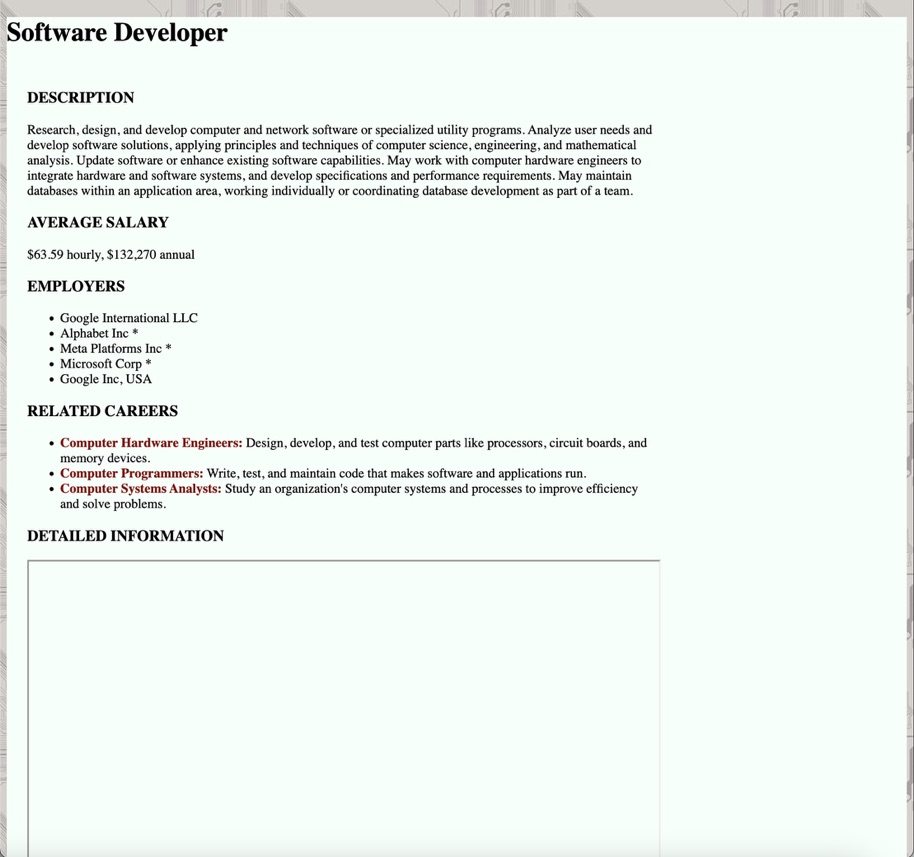 Software Developer
DESCRIPTION
Research, design, and develop computer and network software or specialized utility programs. Analyze user needs and
develop software solutions, applying principles and techniques of computer science, engineering, and mathematical
analysis. Update software or enhance existing software capabilities. May work with computer hardware engineers to
integrate hardware and software systems, and develop specifications and performance requirements. May maintain
databases within an application area, working individually or coordinating database development as part of a team.
AVERAGE SALARY
$63.59 hourly, $132,270 annual
EMPLOYERS
• Google International LLC
• Alphabet Inc *
• Meta Platforms Inc *
• Microsoft Corp *
• Google Inc, USA
RELATED CAREERS
• Computer Hardware Engineers: Design, develop, and test computer parts like processors, circuit boards, and
memory devices.
• Computer Programmers: Write, test, and maintain code that makes software and applications run.
• Computer Systems Analysts: Study an organization's computer systems and processes to improve efficiency
and solve problems.
DETAILED INFORMATION